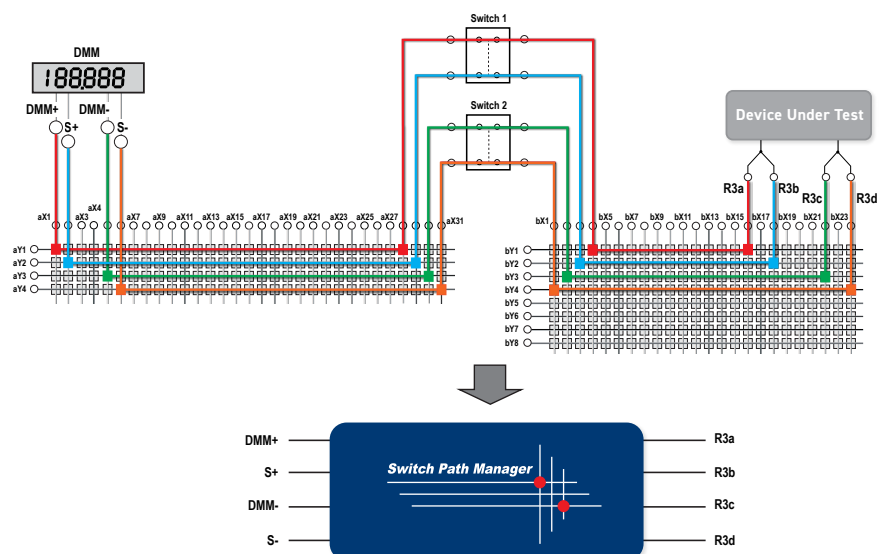 Switch 1
DMM
188.888
DMM+ DMM-
S+ S-
Switch 2
Device Under Test
R3a R3b R3c R3d
aX1 aX3 aX4 aX7 aX9 aX11 aX13 aX15 aX17 aX19 aX21 aX23 aX25 aX27 aX31
bX1 bX5 bX7 bX9 bX11 bX13 bX15 bX17 bX19 bX21 bX23
aY1
aY2
aY3
aY4
bY1
bY2
bY3
bY4
bY5
bY6
bY7
bY8
DMM+ R3a
S+ R3b
Switch Path Manager
DMM- R3c
S- R3d